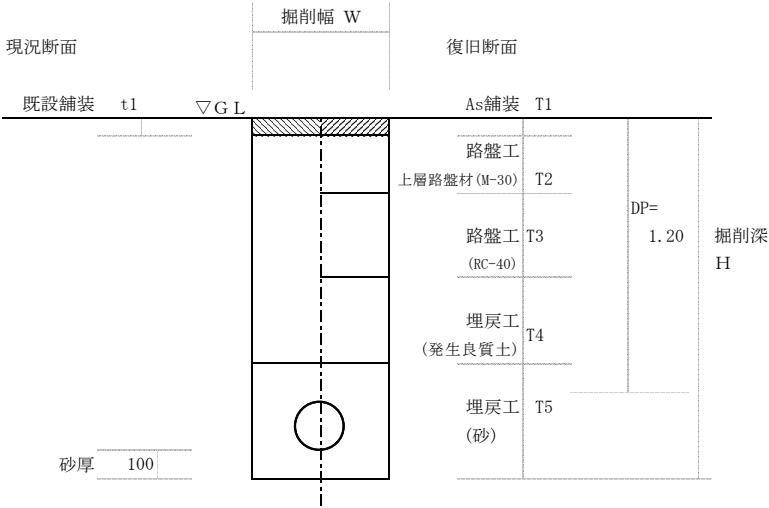 掘削幅 W
現況断面
復旧断面
既設舗装 t1
▽GL
As舗装 T1
路盤工
上層路盤材(M-30) T2
DP=
路盤工 T3
1.20
掘削深
(RC-40)
H
埋戻工
T4
(発生良質土)
埋戻工 T5
(砂)
砂厚 100